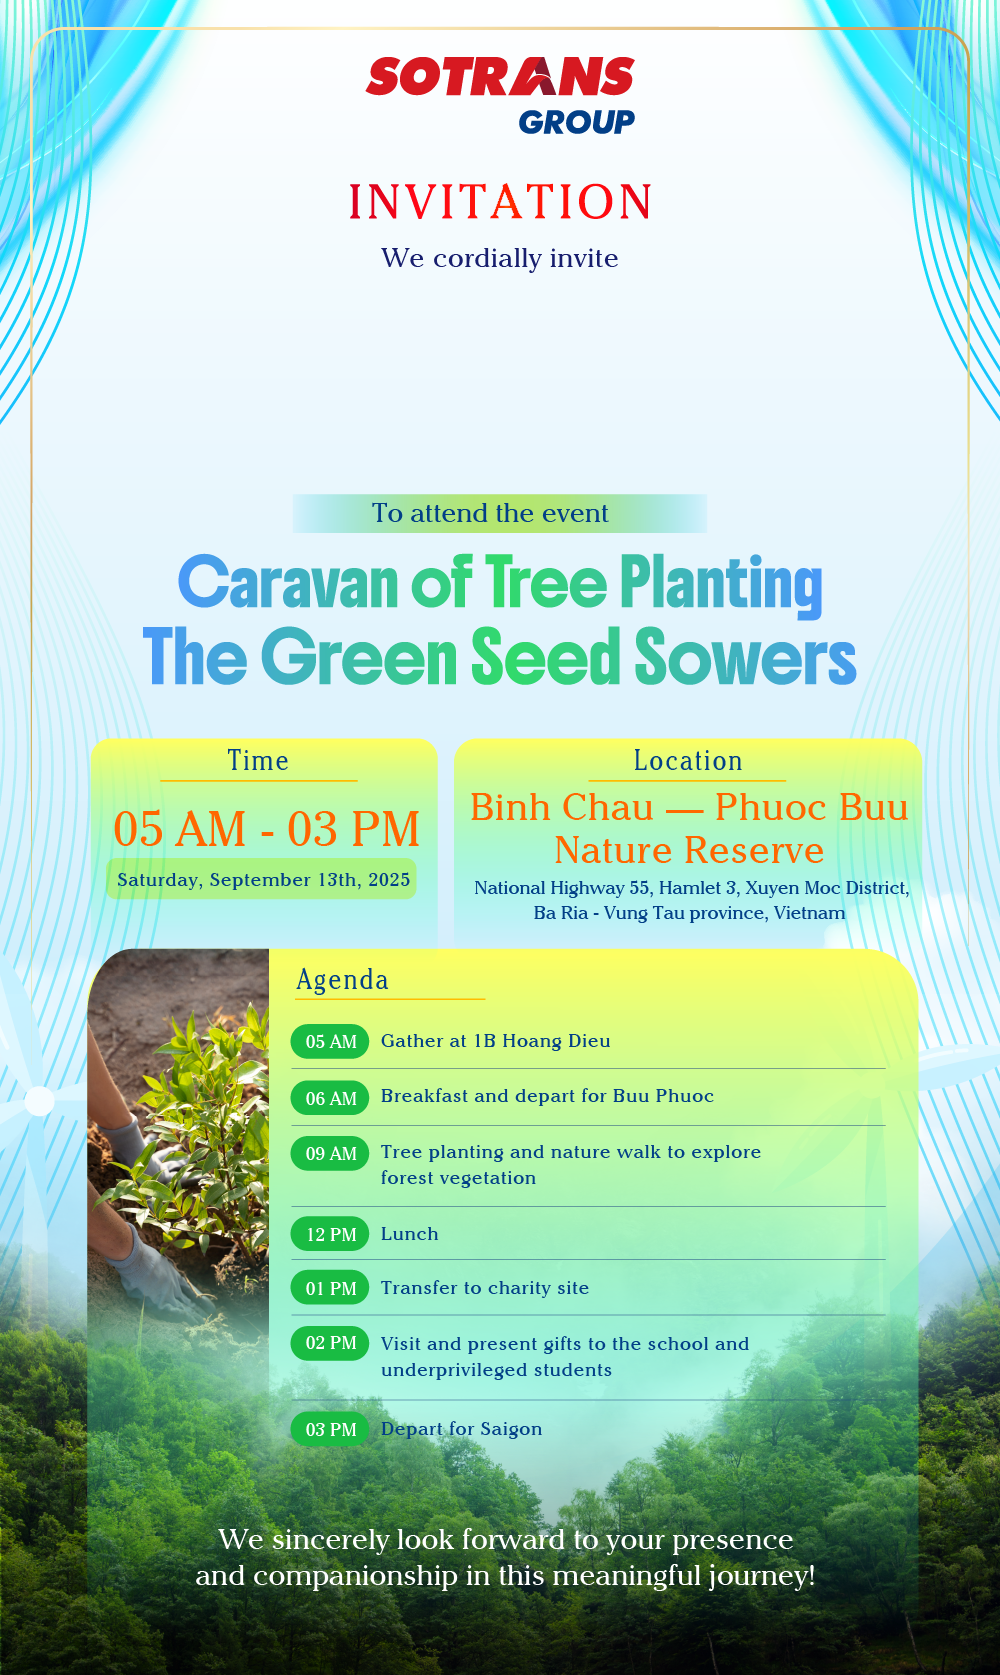 SOTRANS
GROUP
INVITATION
We cordially invite
To attend the event
Caravan of Tree Planting
The Green Seed Sowers
Time
05 AM - 03 PM
Saturday, September 13th, 2025
Location
Binh Chau — Phuoc Buu
Nature Reserve
National Highway 55, Hamlet 3, Xuyen Moc District,
Ba Ria - Vung Tau province, Vietnam
Agenda
05 AM Gather at 1B Hoang Dieu
06 AM Breakfast and depart for Buu Phuoc
09 AM Tree planting and nature walk to explore
forest vegetation
12 PM Lunch
01 PM Transfer to charity site
02 PM Visit and present gifts to the school and
underprivileged students
03 PM Depart for Saigon
We sincerely look forward to your presence
and companionship in this meaningful journey!